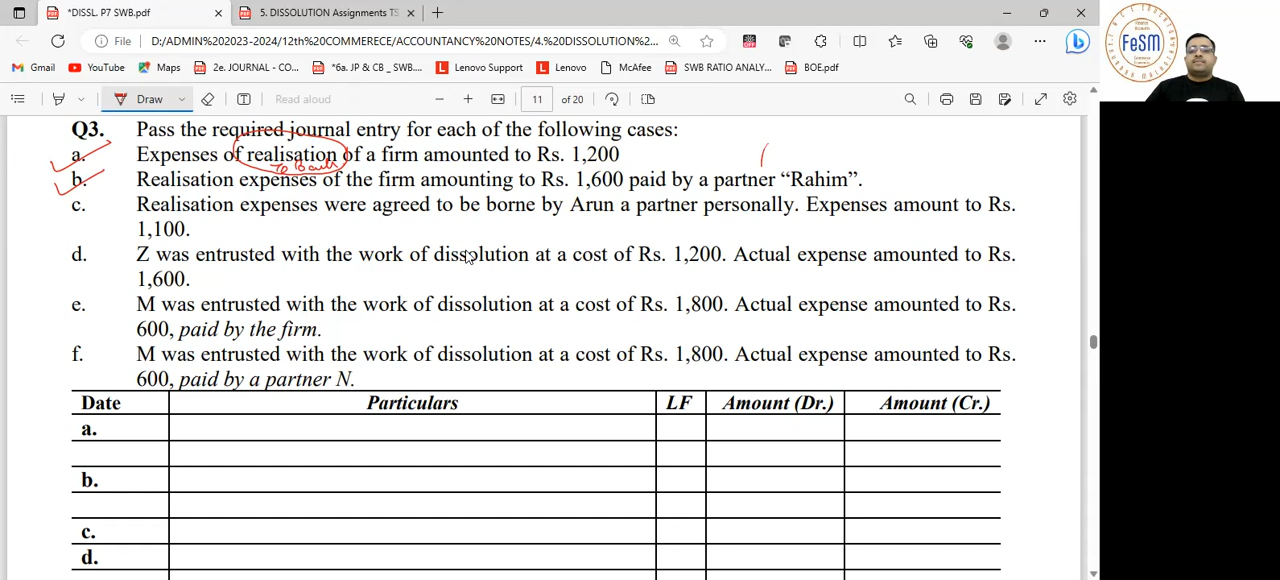 *DISSL. P7 SWB.pdf
5. DISSOLUTION Assignments TS
File
D:/ADMIN%202023-2024/12th%20COMMERECE/ACCOUNTANCY%20NOTES/4.%20DISSOLUTION%...
Gmail
YouTube
Maps
2e. JOURNAL - CO...
*6a. JP & SCB _ SWB....
Lenovo Support
Lenovo
McAfee
SWB RATIO ANALY...
BOE.pdf
Draw
Read aloud
11 of 20
Q3. Pass the required journal entry for each of the following cases:
a. Expenses of realisation of a firm amounted to Rs. 1,200
To Bank
b. Realisation expenses of the firm amounting to Rs. 1,600 paid by a partner “Rahim”.
c. Realisation expenses were agreed to be borne by Arun a partner personally. Expenses amount to Rs.
1,100.
d. Z was entrusted with the work of dissolution at a cost of Rs. 1,200. Actual expense amounted to Rs.
1,600.
e. M was entrusted with the work of dissolution at a cost of Rs. 1,800. Actual expense amounted to Rs.
600, paid by the firm.
f. M was entrusted with the work of dissolution at a cost of Rs. 1,800. Actual expense amounted to Rs.
600, paid by a partner N.
Date Particulars LF Amount (Dr.) Amount (Cr.)
a.
b.
c.
d.
FeSM